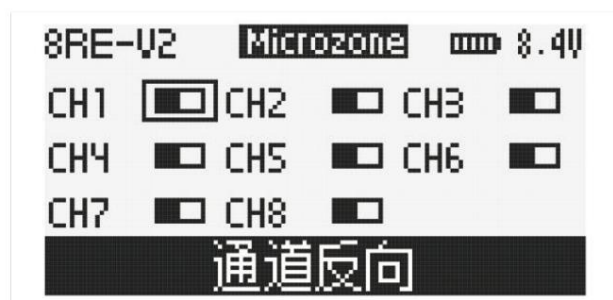 8RE-V2 Microzone 8.4V
CH1 CH2 CH3
CH4 CH5 CH6
CH7 CH8
通道反向